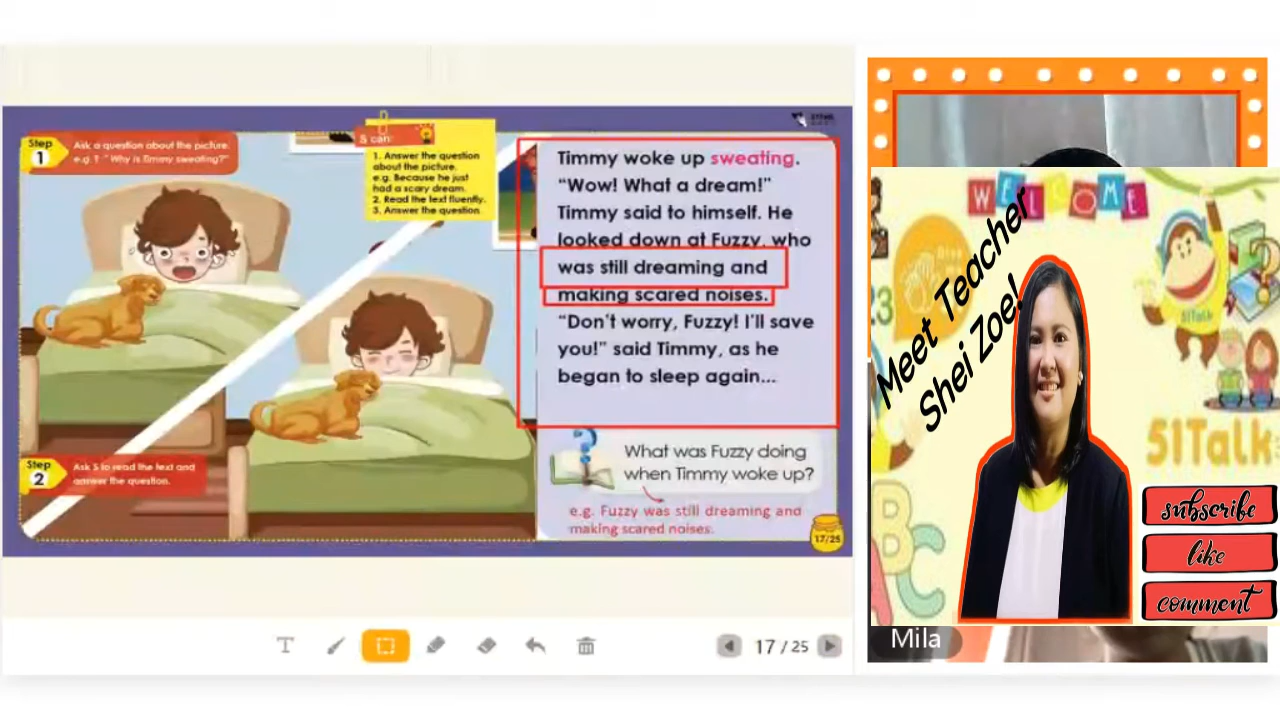 Step
1
Ask a question about the picture.
e.g. T "Why is Timmy sweating?"
S can:
1. Answer the question
about the picture.
e.g. Because he just
had a scary dream.
2. Read the text fluently.
3. Answer the question.
Timmy woke up sweating.
"Wow! What a dream!"
Timmy said to himself. He
looked down at Fuzzy, who
was still dreaming and
making scared noises.
"Don't worry, Fuzzy! I'll save
you!" said Timmy, as he
began to sleep again...
Step
2
Ask S to read the text and
answer the question.
What was Fuzzy doing
when Timmy woke up?
e.g. Fuzzy was still dreaming and
making scared noises.
17/25
T
17 / 25
WELCOME
Meet Teacher
Shei Zoe!
51Talk
3
51Talk
B
C
A
subscribe
like
comment
Mila